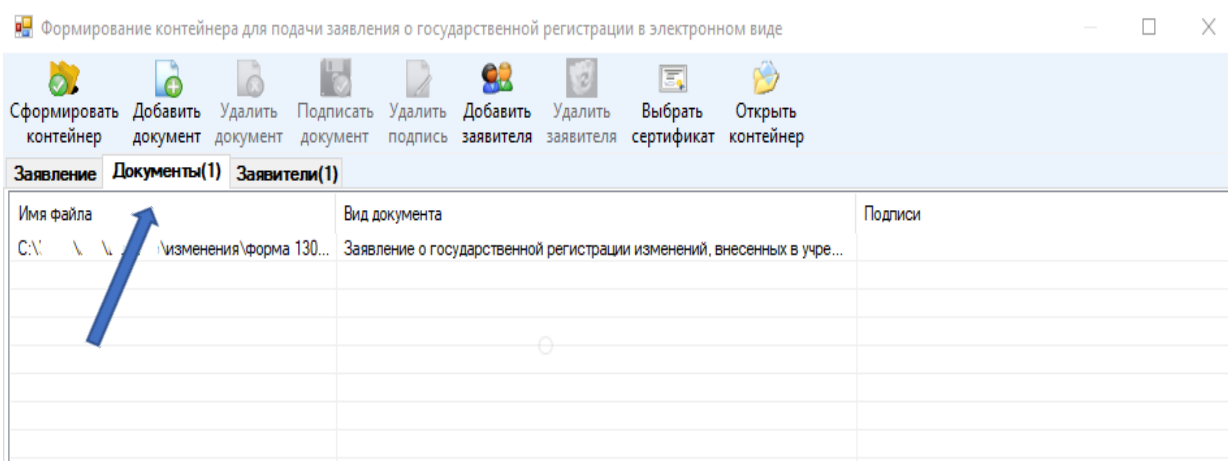 Формирование контейнера для подачи заявления о государственной регистрации в электронном виде
Сформировать контейнер
Добавить документ
Удалить документ
Подписать документ
Удалить подпись
Добавить заявителя
Удалить заявителя
Выбрать сертификат
Открыть контейнер
Заявление Документы(1) Заявители(1)
Имя файла Вид документа Подписи
C:\ \изменения\форма 130... Заявление о государственной регистрации изменений, внесенных в учре...